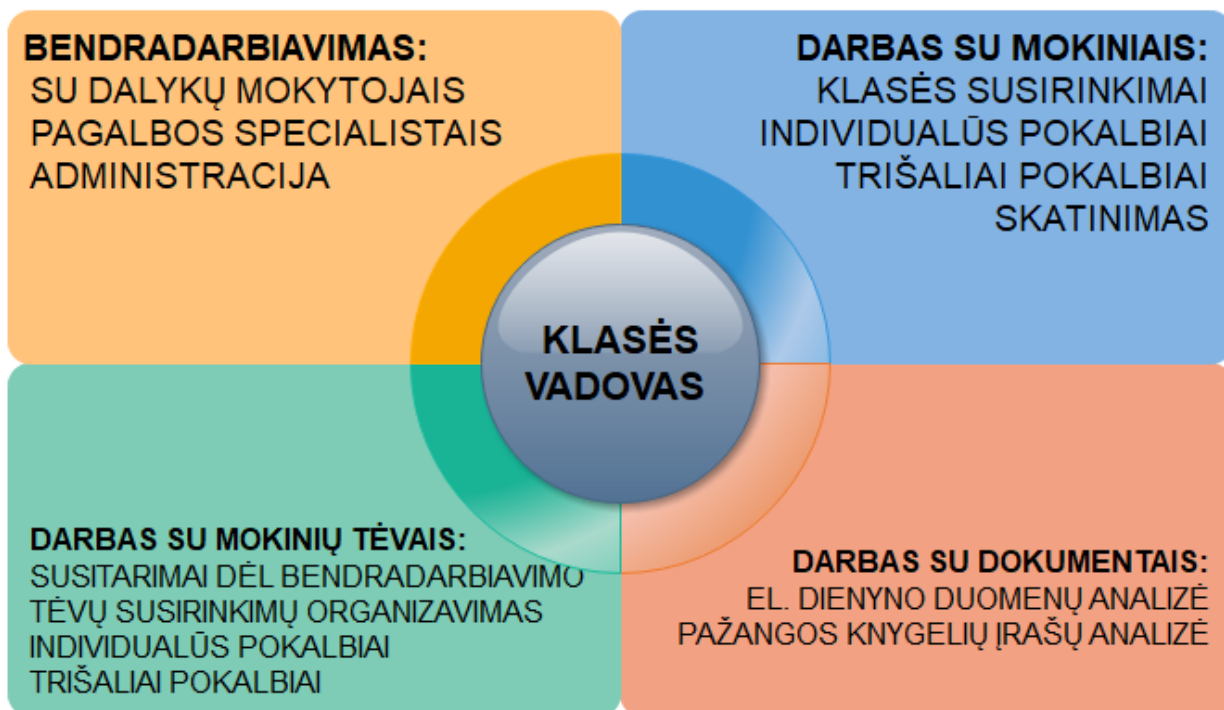 BENDRADARBIAVIMAS:
SU DALYKŲ MOKYTOJAIS
PAGALBOS SPECIALISTAIS
ADMINISTRACIJA
DARBAS SU MOKINIAIS:
KLASĖS SUSIRINKIMAI
INDIVIDUALŪS POKALBIAI
TRIŠALIAI POKALBIAI
SKATINIMAS
KLASĖS
VADOVAS
DARBAS SU MOKINIŲ TĖVAIS:
SUSITARIMAI DĖL BENDRADARBIAVIMO
TĖVŲ SUSIRINKIMŲ ORGANIZAVIMAS
INDIVIDUALŪS POKALBIAI
TRIŠALIAI POKALBIAI
DARBAS SU DOKUMENTAIS:
EL. DIENYNO DUOMENŲ ANALIZĖ
PAŽANGOS KNYGELIŲ ĮRAŠŲ ANALIZĖ